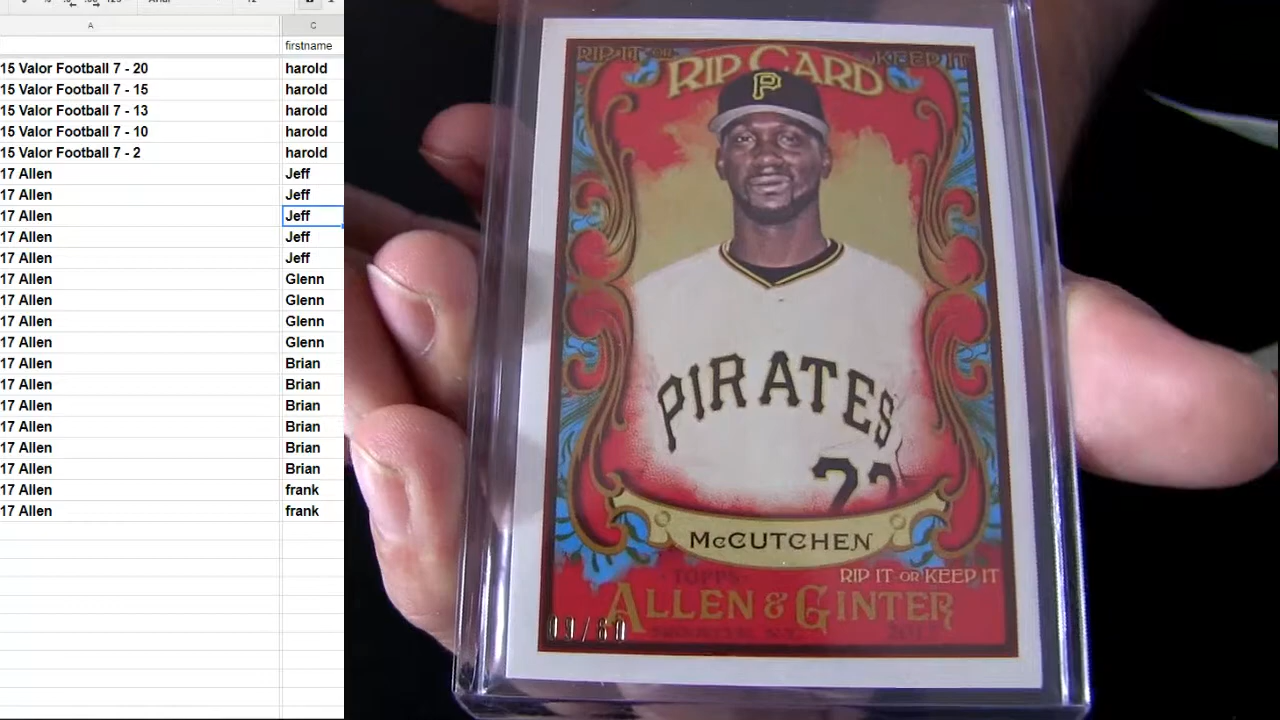 firstname
15 Valor Football 7 - 20 harold
15 Valor Football 7 - 15 harold
15 Valor Football 7 - 13 harold
15 Valor Football 7 - 10 harold
15 Valor Football 7 - 2 harold
17 Allen Jeff
17 Allen Jeff
17 Allen Jeff
17 Allen Jeff
17 Allen Jeff
17 Allen Glenn
17 Allen Glenn
17 Allen Glenn
17 Allen Glenn
17 Allen Brian
17 Allen Brian
17 Allen Brian
17 Allen Brian
17 Allen Brian
17 Allen Brian
17 Allen frank
17 Allen frank
A C
RIP IT OR KEEP IT
RIP CARD
P
PIRATES
22
McCUTCHEN
RIP IT OR KEEP IT
TOPPS
ALLEN & GINTER
09/60